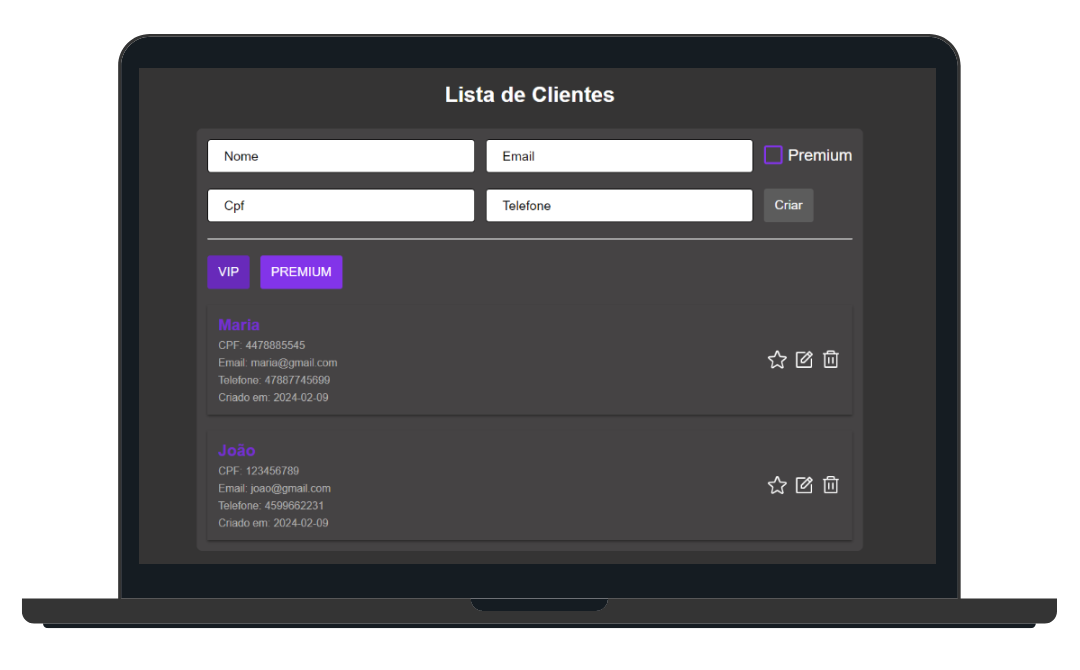 Lista de Clientes
Nome
Email
Premium
Cpf
Telefone
Criar
VIP
PREMIUM
Maria
CPF: 4478885545
Email: maria@gmail.com
Telefone: 47887745699
Criado em: 2024-02-09
João
CPF: 123456789
Email: joao@gmail.com
Telefone: 4599662231
Criado em: 2024-02-09